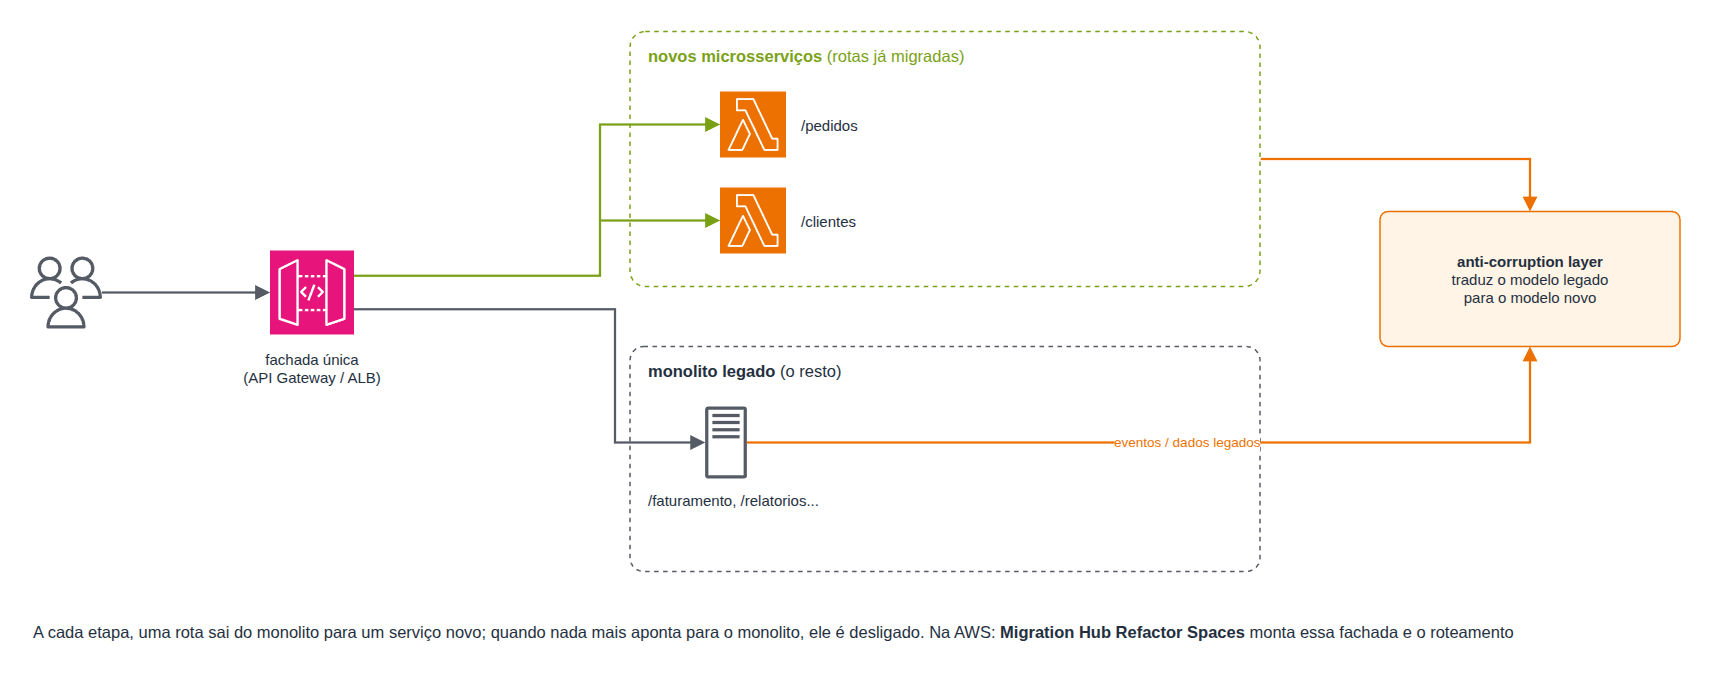 novos microsserviços (rotas já migradas)
/pedidos
/clientes
fachada única
(API Gateway / ALB)
anti-corruption layer
traduz o modelo legado
para o modelo novo
monolito legado (o resto)
eventos / dados legados
/faturamento, /relatorios...
A cada etapa, uma rota sai do monolito para um serviço novo; quando nada mais aponta para o monolito, ele é desligado. Na AWS: Migration Hub Refactor Spaces monta essa fachada e o roteamento